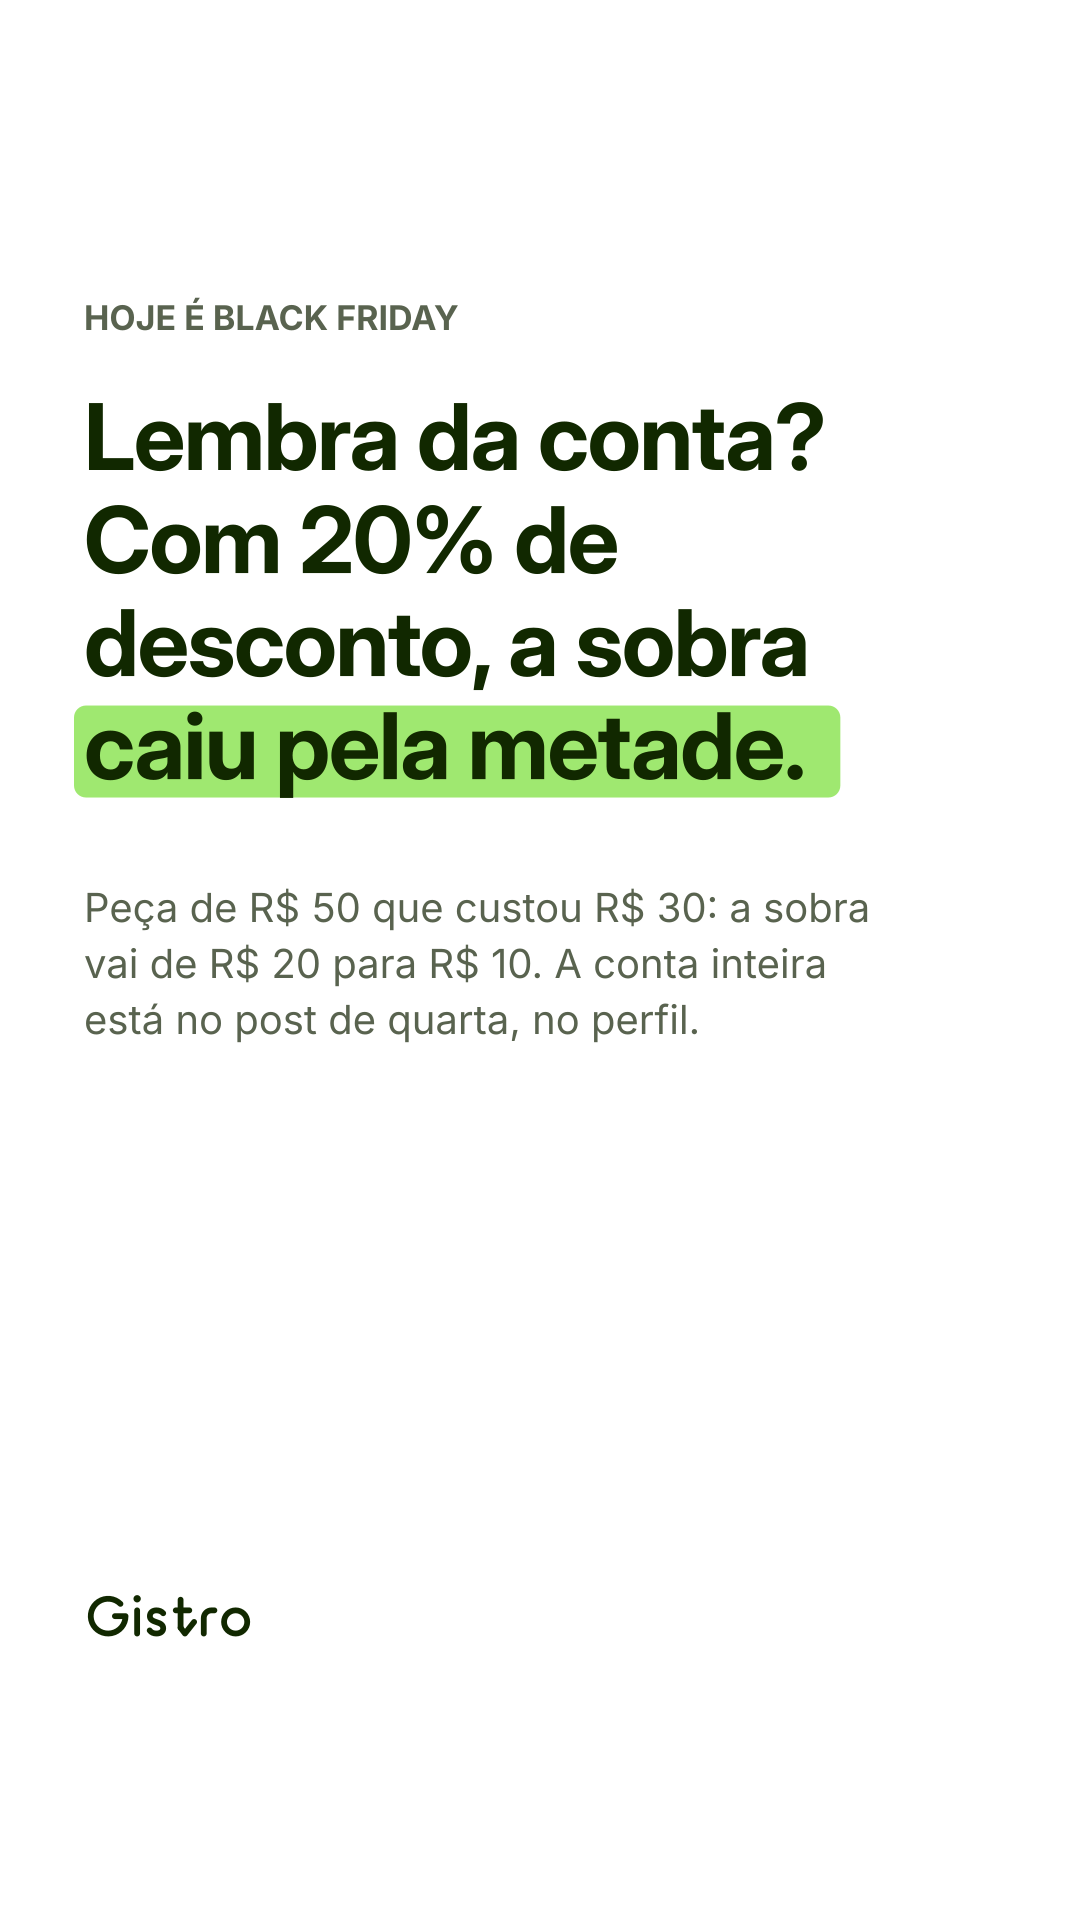 HOJE É BLACK FRIDAY
Lembra da conta?
Com 20% de
desconto, a sobra
caiu pela metade.
Peça de R$ 50 que custou R$ 30: a sobra
vai de R$ 20 para R$ 10. A conta inteira
está no post de quarta, no perfil.
Gistro